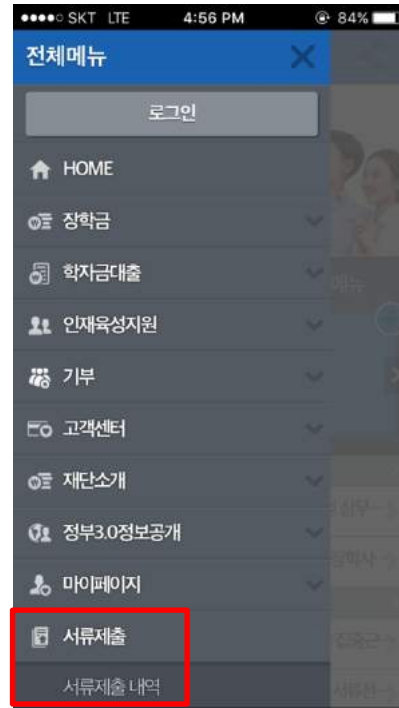 SKT LTE 4:56 PM 84%
전체메뉴
로그인
HOME
장학금
학자금대출
메뉴
인재육성지원
기부
고객센터
재단소개
정부3.0정보공개
마이페이지
서류제출
서류제출 내역